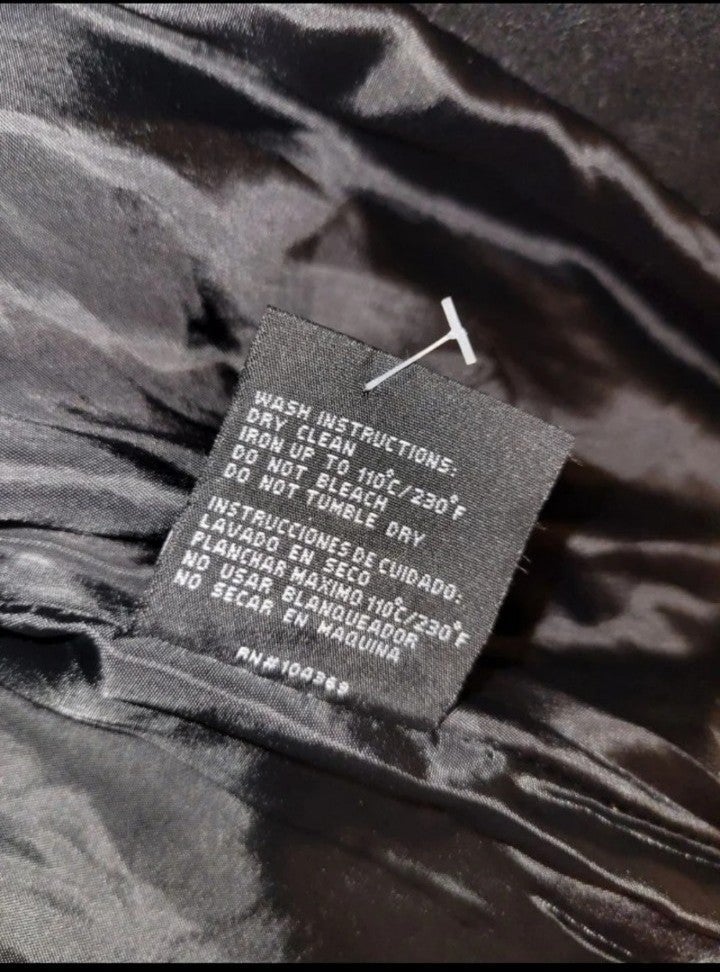 WASH INSTRUCTIONS:
DRY CLEAN
IRON UP TO 110°C/230°F
DO NOT BLEACH
DO NOT TUMBLE DRY
INSTRUCCIONES DE CUIDADO:
LAVADO EN SECO
PLANCHAR MAXIMO 110°C/230°F
NO USAR BLANQUEADOR
NO SECAR EN MAQUINA
RN#104369